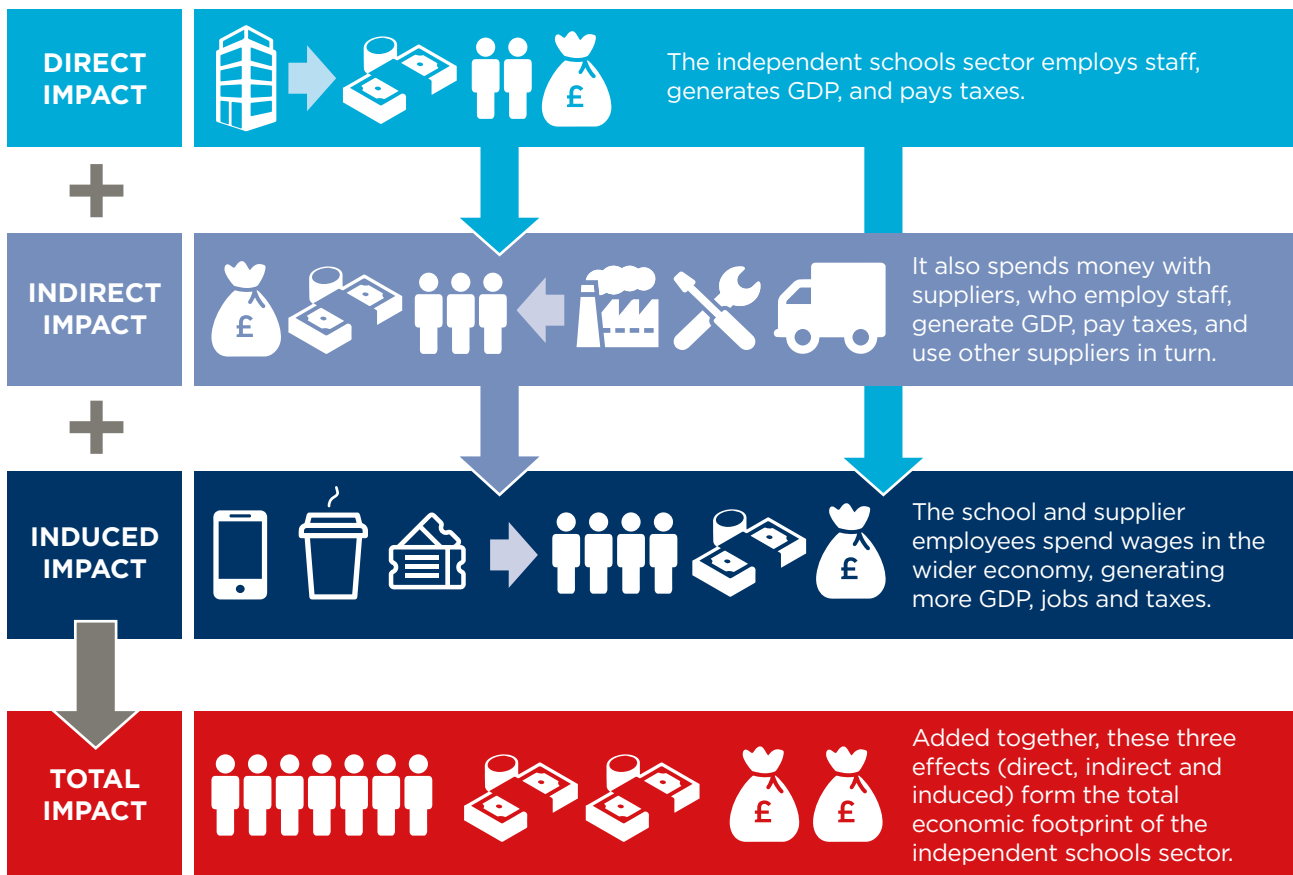 DIRECT
IMPACT
£
The independent schools sector employs staff,
generates GDP, and pays taxes.
+
INDIRECT
IMPACT
£
It also spends money with
suppliers, who employ staff,
generate GDP, pay taxes, and
use other suppliers in turn.
+
INDUCED
IMPACT
£
The school and supplier
employees spend wages in the
wider economy, generating
more GDP, jobs and taxes.
TOTAL
IMPACT
£ £
Added together, these three
effects (direct, indirect and
induced) form the total
economic footprint of the
independent schools sector.